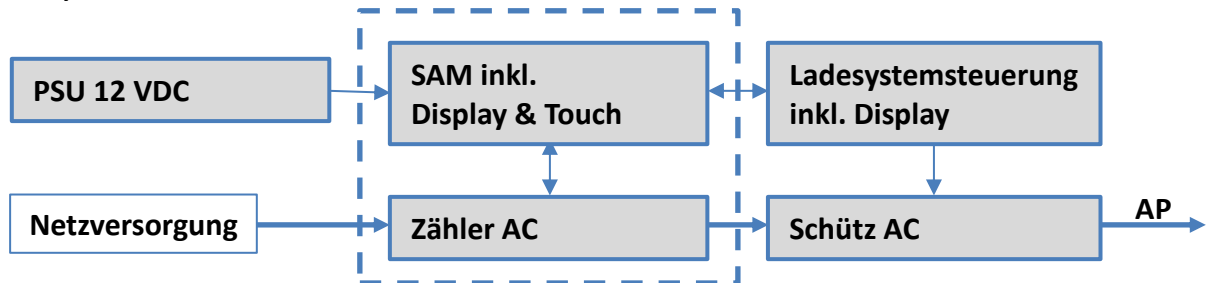 PSU 12 VDC
SAM inkl.
Display & Touch
Ladesystemsteuerung
inkl. Display
Netzversorgung
Zähler AC
Schütz AC
AP